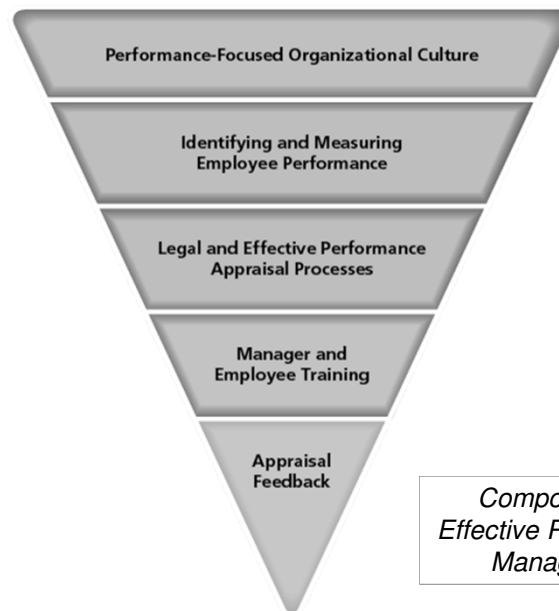 Performance-Focused Organizational Culture
Identifying and Measuring
Employee Performance
Legal and Effective Performance
Appraisal Processes
Manager and
Employee Training
Appraisal
Feedback
Effective